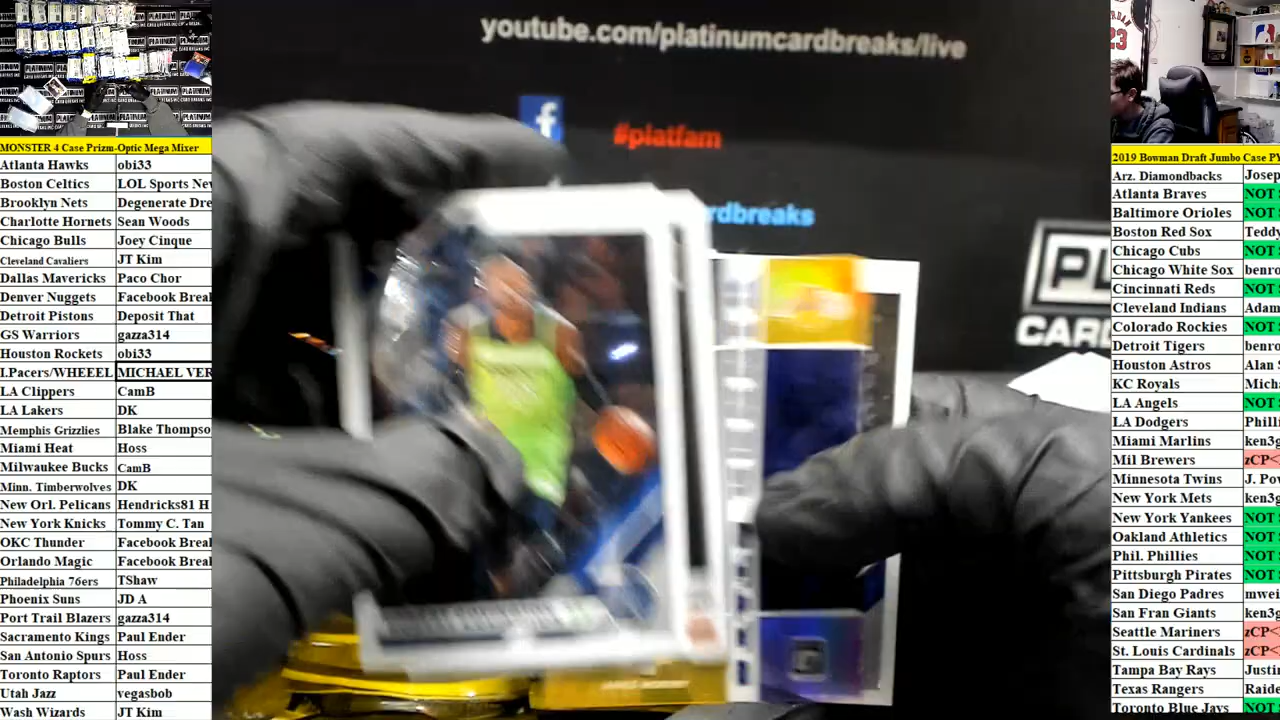 youtube.com/platinumcardbreaks/live
#platfam
rdbreaks
PL
CARD
MONSTER 4 Case Prizm-Optic Mega Mixer
Atlanta Hawks obi33
Boston Celtics LOL Sports Nev
Brooklyn Nets Degenerate Dre
Charlotte Hornets Sean Woods
Chicago Bulls Joey Cinque
Cleveland Cavaliers JT Kim
Dallas Mavericks Paco Chor
Denver Nuggets Facebook Breal
Detroit Pistons Deposit That
GS Warriors gazza314
Houston Rockets obi33
I.Pacers/WHEEEL MICHAEL VER
LA Clippers CamB
LA Lakers DK
Memphis Grizzlies Blake Thompso
Miami Heat Hoss
Milwaukee Bucks CamB
Minn. Timberwolves DK
New Orl. Pelicans Hendricks81 H
New York Knicks Tommy C. Tan
OKC Thunder Facebook Breal
Orlando Magic Facebook Breal
Philadelphia 76ers TShaw
Phoenix Suns JD A
Port Trail Blazers gazza314
Sacramento Kings Paul Ender
San Antonio Spurs Hoss
Toronto Raptors Paul Ender
Utah Jazz vegasbob
Wash Wizards JT Kim
23
2019 Bowman Draft Jumbo Case PY
Arz. Diamondbacks Josep
Atlanta Braves NOT S
Baltimore Orioles NOT S
Boston Red Sox Teddy
Chicago Cubs NOT S
Chicago White Sox benro
Cincinnati Reds NOT S
Cleveland Indians Adam
Colorado Rockies NOT S
Detroit Tigers benro
Houston Astros Alan S
KC Royals Micha
LA Angels NOT S
LA Dodgers Philli
Miami Marlins ken3g
Mil Brewers zCP<
Minnesota Twins J. Pov
New York Mets ken3g
New York Yankees NOT S
Oakland Athletics NOT S
Phil. Phillies NOT S
Pittsburgh Pirates NOT S
San Diego Padres mwei
San Fran Giants ken3g
Seattle Mariners zCP<
St. Louis Cardinals zCP<
Tampa Bay Rays Justin
Texas Rangers Raide
Toronto Blue Jays NOT S